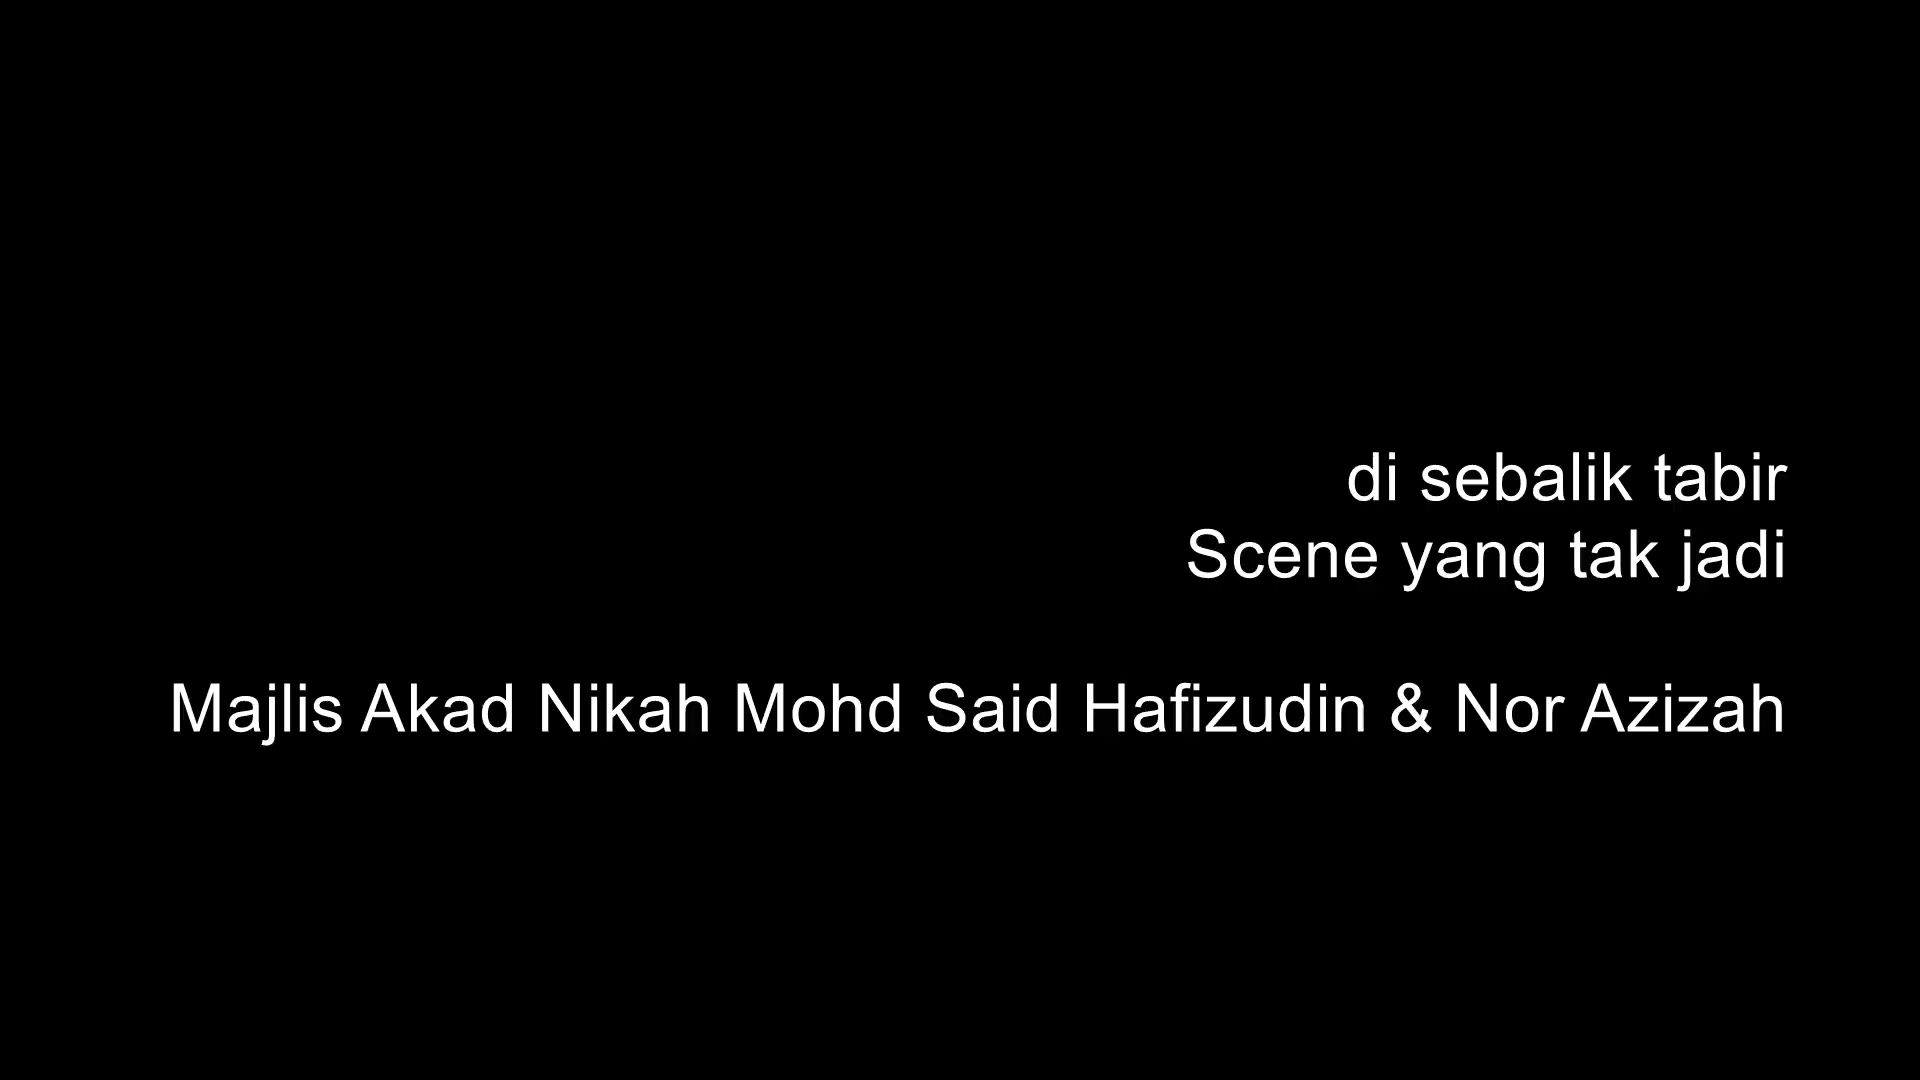 di sebalik tabir
Scene yang tak jadi
Majlis Akad Nikah Mohd Said Hafizudin & Nor Azizah